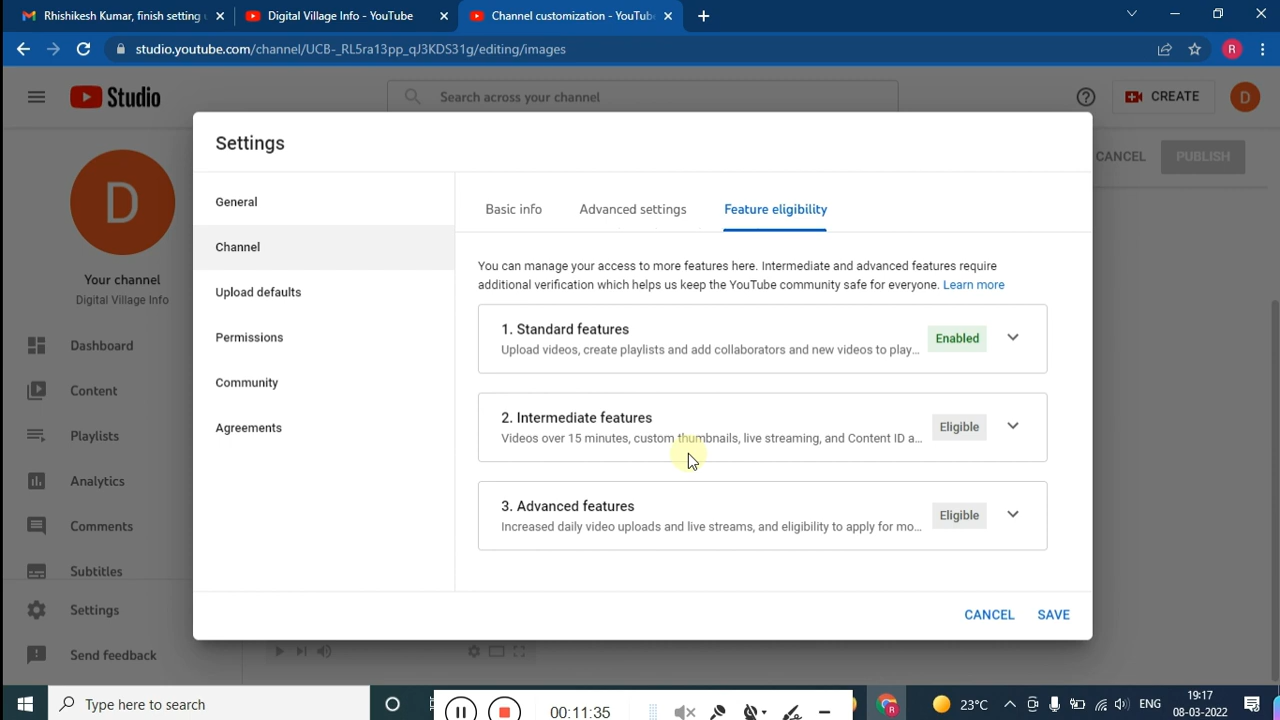 Rhishikesh Kumar, finish setting
Digital Village Info - YouTube
Channel customization - YouTube
studio.youtube.com/channel/UCB-_RL5ra13pp_qJ3KDS31g/editing/images
R
Studio
Search across your channel
CREATE
D
Settings
CANCEL
PUBLISH
D
Your channel
Digital Village Info
Dashboard
Content
Playlists
Analytics
Comments
Subtitles
Settings
Send feedback
General
Channel
Upload defaults
Permissions
Community
Agreements
Basic info
Advanced settings
Feature eligibility
You can manage your access to more features here. Intermediate and advanced features require
additional verification which helps us keep the YouTube community safe for everyone. Learn more
1. Standard features
Upload videos, create playlists and add collaborators and new videos to play...
Enabled
2. Intermediate features
Videos over 15 minutes, custom thumbnails, live streaming, and Content ID a...
Eligible
3. Advanced features
Increased daily video uploads and live streams, and eligibility to apply for mo...
Eligible
CANCEL
SAVE
Type here to search
00:11:35
23°C
ENG
19:17
08-03-2022